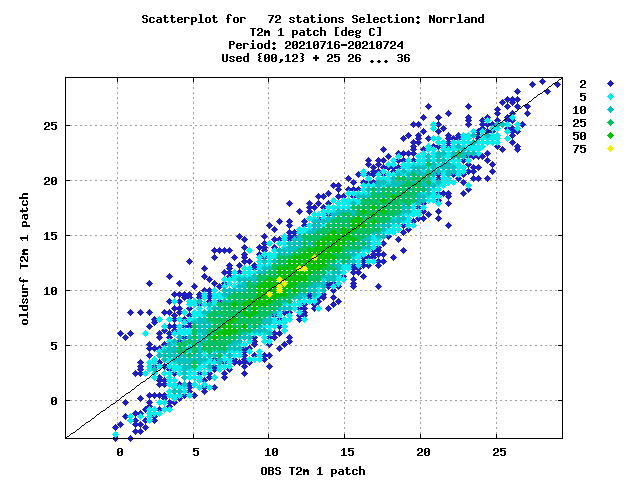 Scatterplot for   72 stations Selection: Norrland
T2m 1 patch [deg C]
Period: 20210716-20210724
Used {00,12} + 25 26 ... 36
2
5
10
25
50
75
oldsurf T2m 1 patch
25
20
15
10
5
0
0 5 10 15 20 25
OBS T2m 1 patch